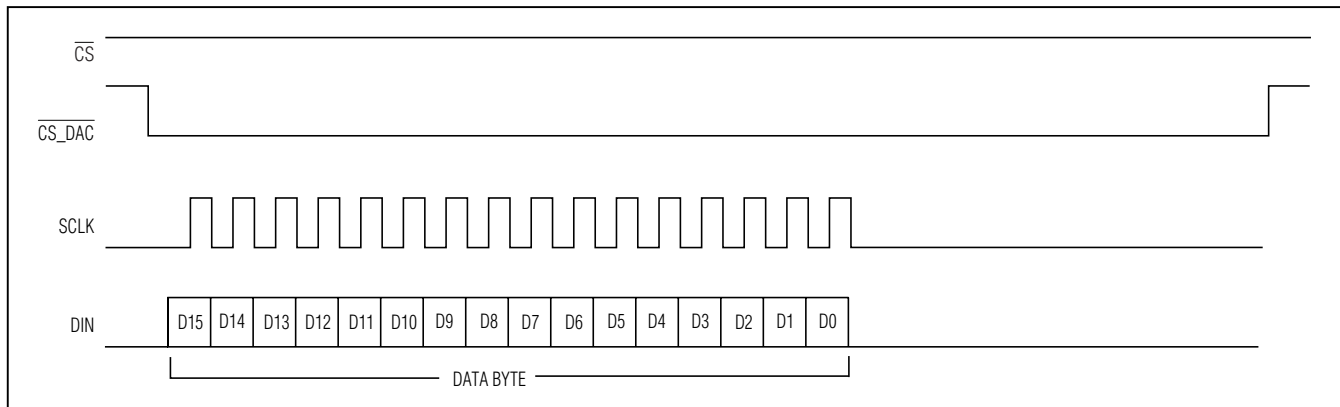 CS
CS_DAC
SCLK
DIN
D15 D14 D13 D12 D11 D10 D9 D8 D7 D6 D5 D4 D3 D2 D1 D0
DATA BYTE